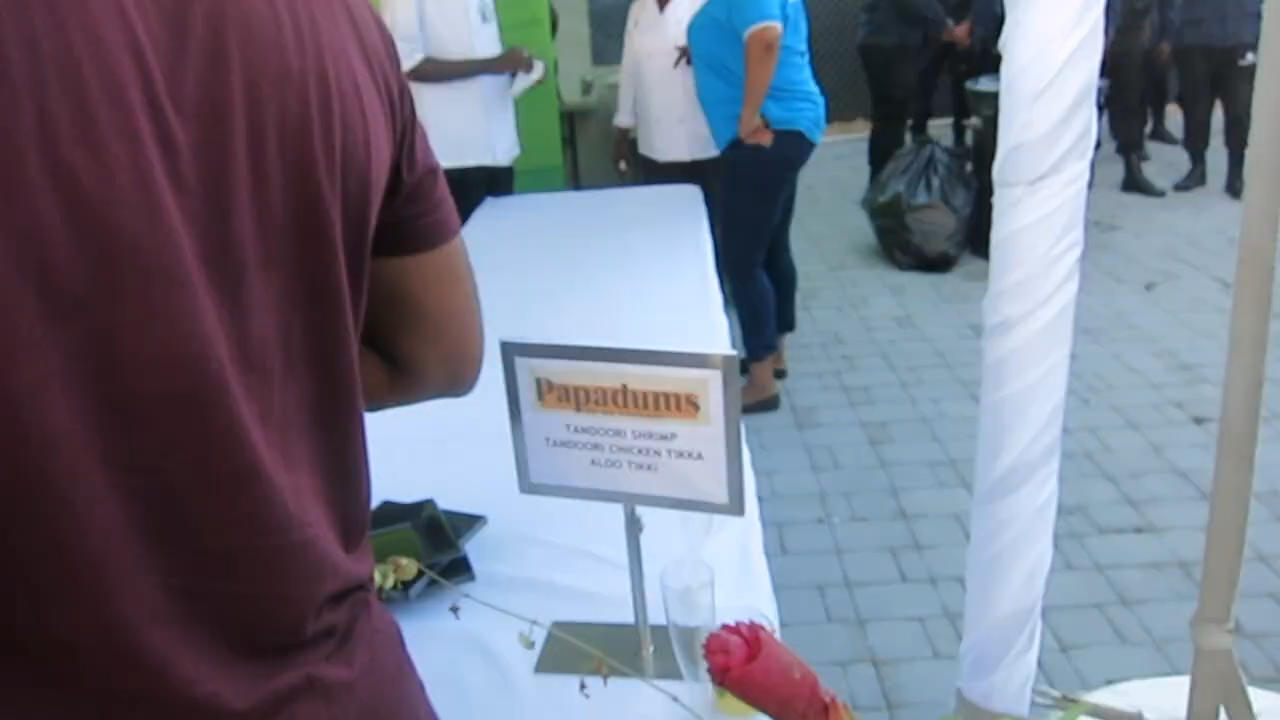 Papadums
TANDOORI SHRIMP
TANDOORI CHICKEN TIKKA
ALOO TIKKI